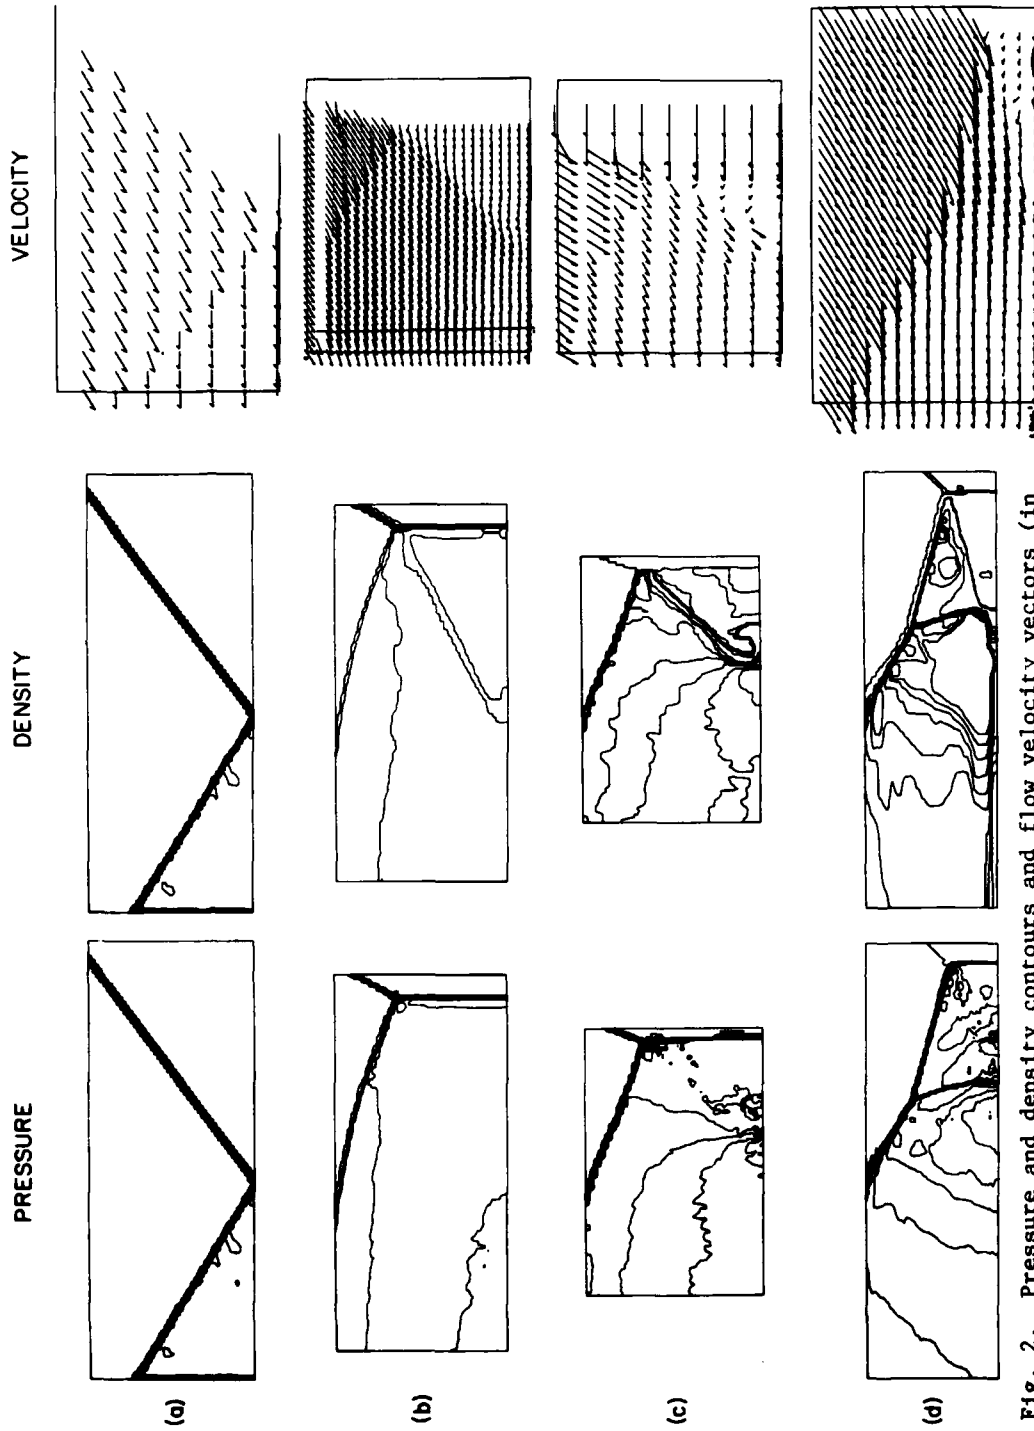 PRESSURE DENSITY VELOCITY
(a)
(b)
(c)
(d)
Fig. 2. Pressure and density contours and flow velocity vectors (in